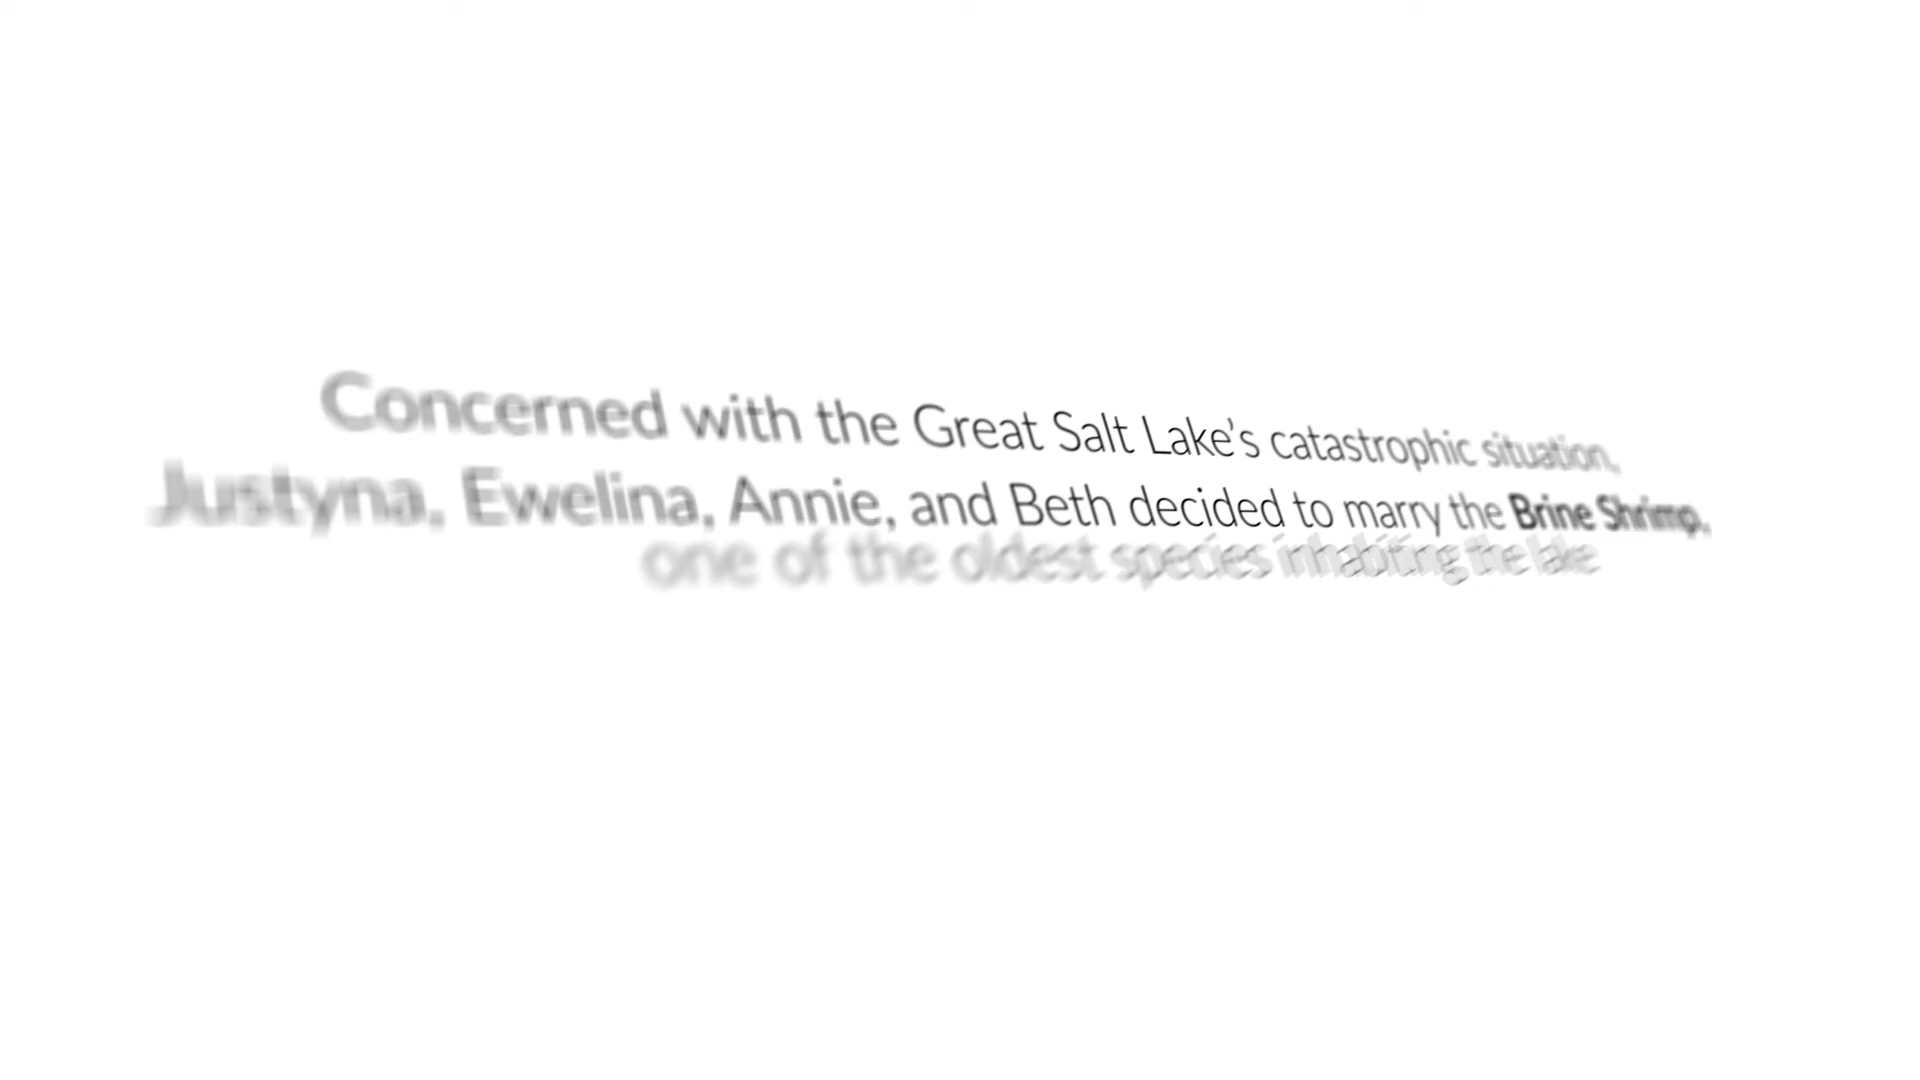 Concerned with the Great Salt Lake’s catastrophic situation,
Justyna, Ewelina, Annie, and Beth decided to marry the Brine Shrimp,
one of the oldest species inhabiting the lake